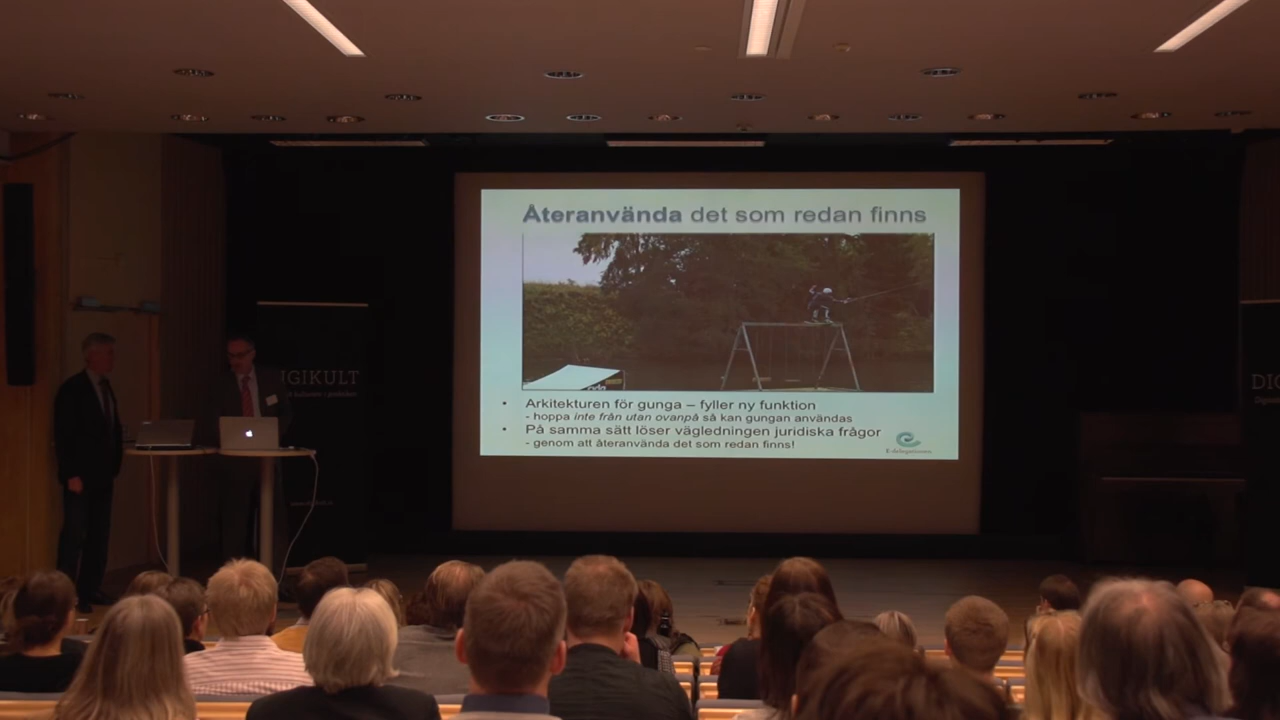 Återanvända det som redan finns
• Arkitekturen för gunga – fyller ny funktion
- hoppa inte från utan ovanpå så kan gungan användas
• På samma sätt löser vägledningen juridiska frågor
- genom att återanvända det som redan finns!
E-delegationen
IGIKULT
DIG